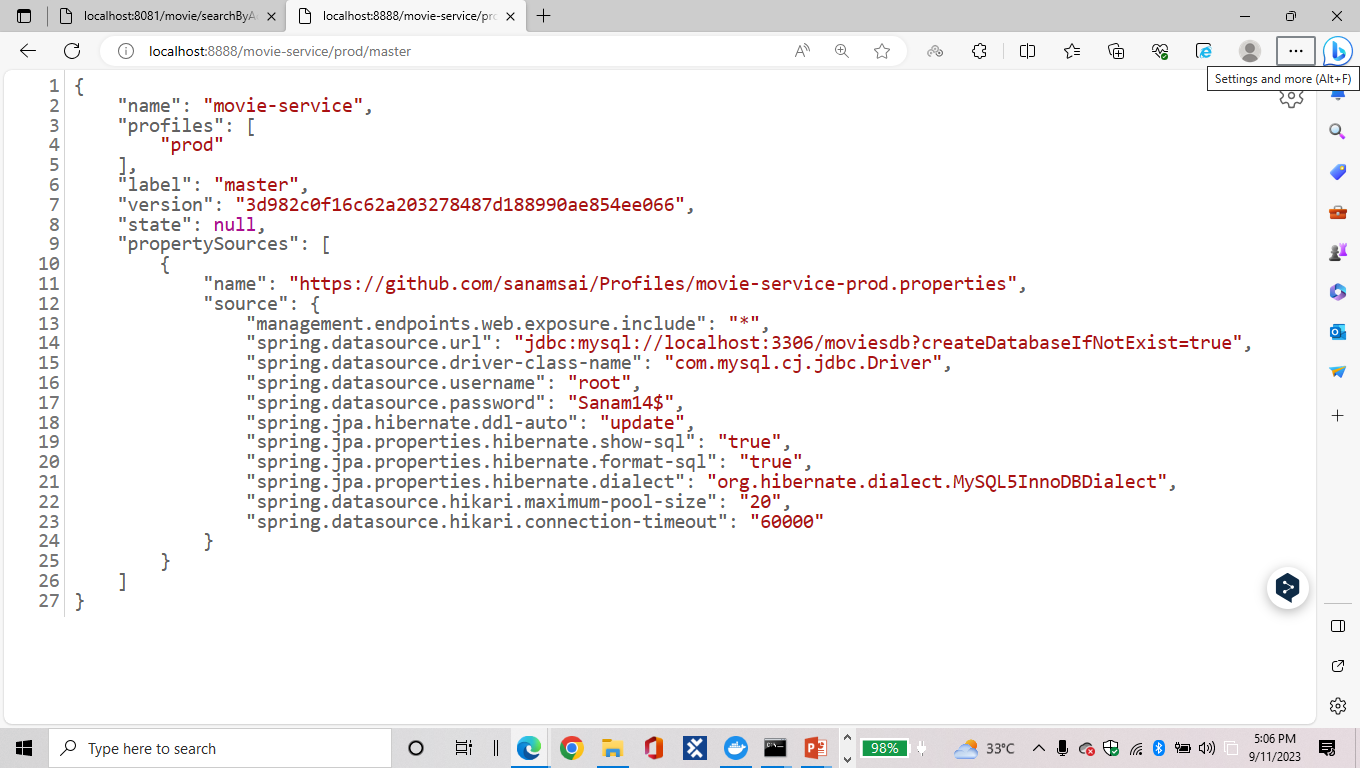 localhost:8081/movie/searchByA
localhost:8888/movie-service/pro
localhost:8888/movie-service/prod/master
Settings and more (Alt+F)
1 {
2 "name": "movie-service",
3 "profiles": [
4 "prod"
5 ],
6 "label": "master",
7 "version": "3d982c0f16c62a203278487d188990ae854ee066",
8 "state": null,
9 "propertySources": [
10 {
11 "name": "https://github.com/sanamsai/Profiles/movie-service-prod.properties",
12 "source": {
13 "management.endpoints.web.exposure.include": "*",
14 "spring.datasource.url": "jdbc:mysql://localhost:3306/moviesdb?createDatabaseIfNotExist=true",
15 "spring.datasource.driver-class-name": "com.mysql.cj.jdbc.Driver",
16 "spring.datasource.username": "root",
17 "spring.datasource.password": "Sanam14$",
18 "spring.jpa.hibernate.ddl-auto": "update",
19 "spring.jpa.properties.hibernate.show-sql": "true",
20 "spring.jpa.properties.hibernate.format-sql": "true",
21 "spring.jpa.properties.hibernate.dialect": "org.hibernate.dialect.MySQL5InnoDBDialect",
22 "spring.datasource.hikari.maximum-pool-size": "20",
23 "spring.datasource.hikari.connection-timeout": "60000"
24 }
25 }
26 ]
27 }
Type here to search
98%
33°C
5:06 PM
9/11/2023